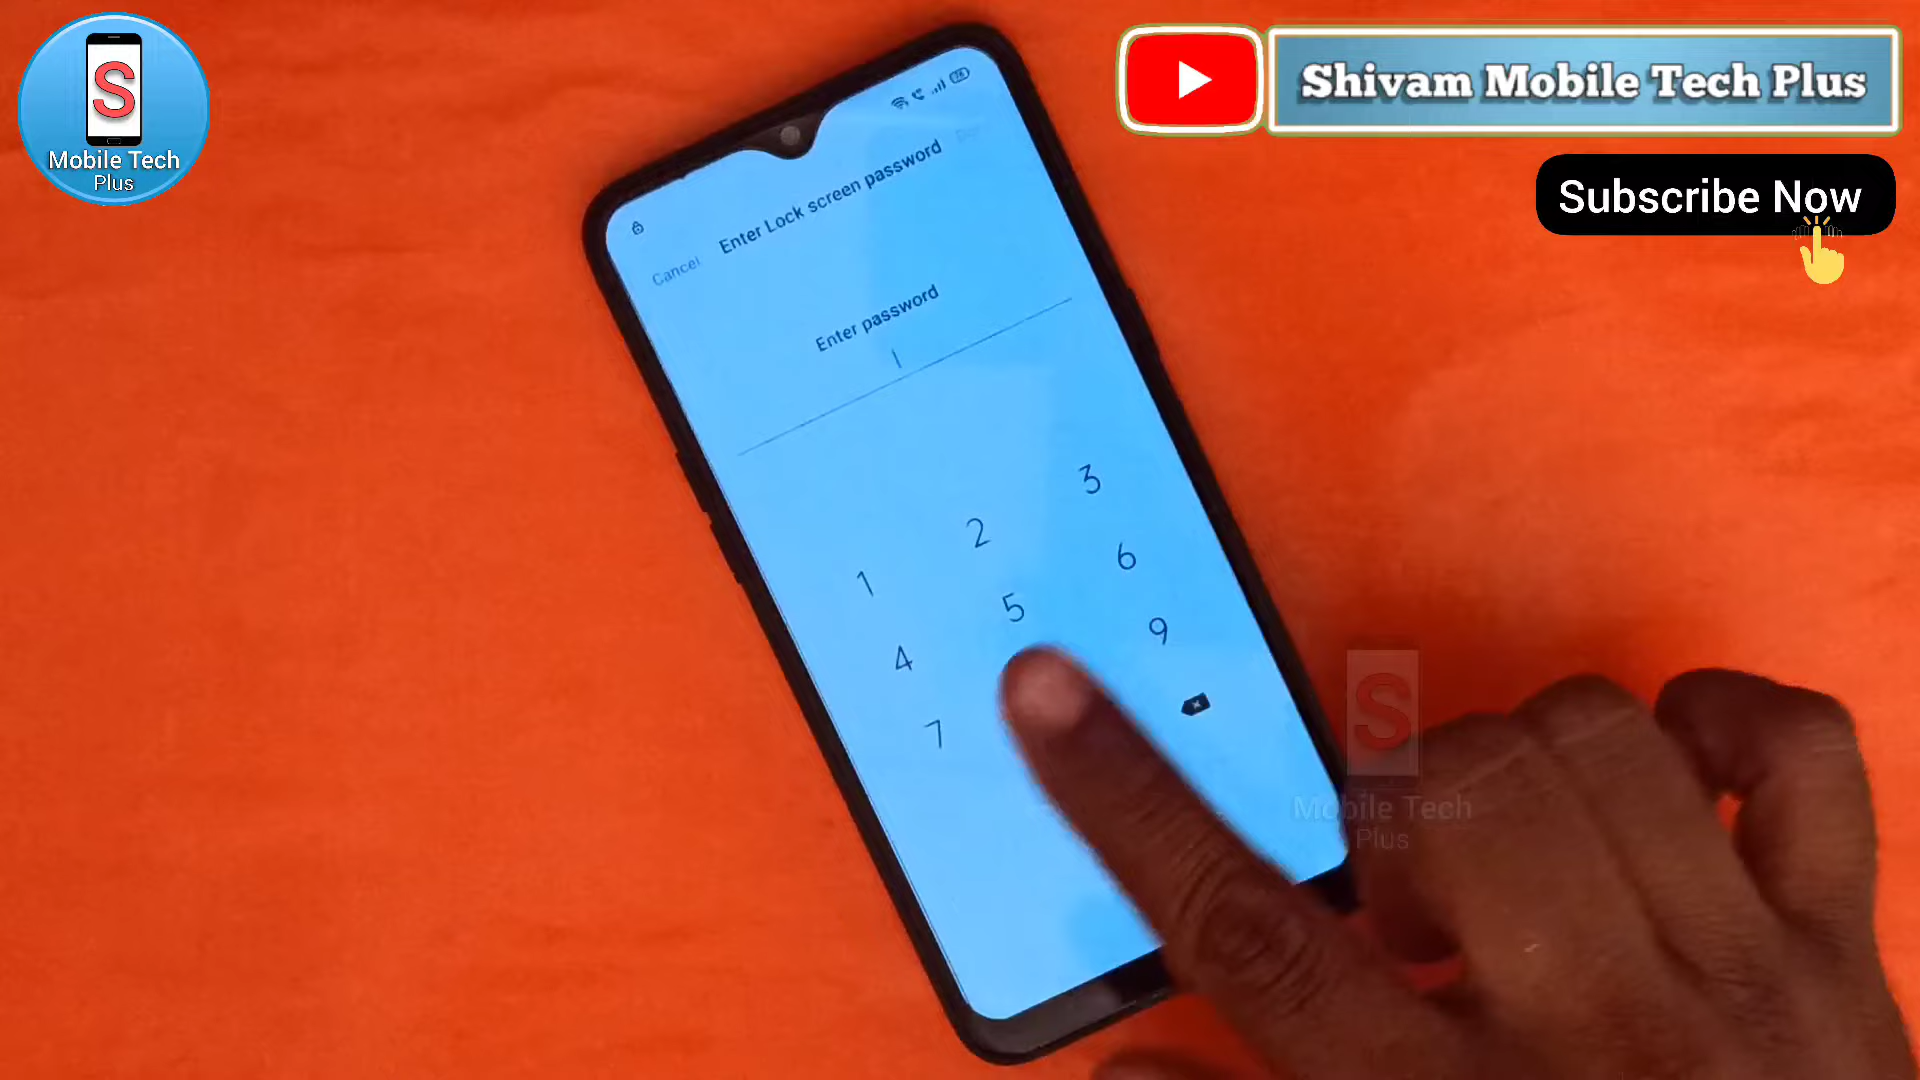 S
Mobile Tech
Plus
Shivam Mobile Tech Plus
Subscribe Now
76
Enter Lock screen password
Cancel
Enter password
1 2 3
4 5 6
7 9
S
Mobile Tech
Plus